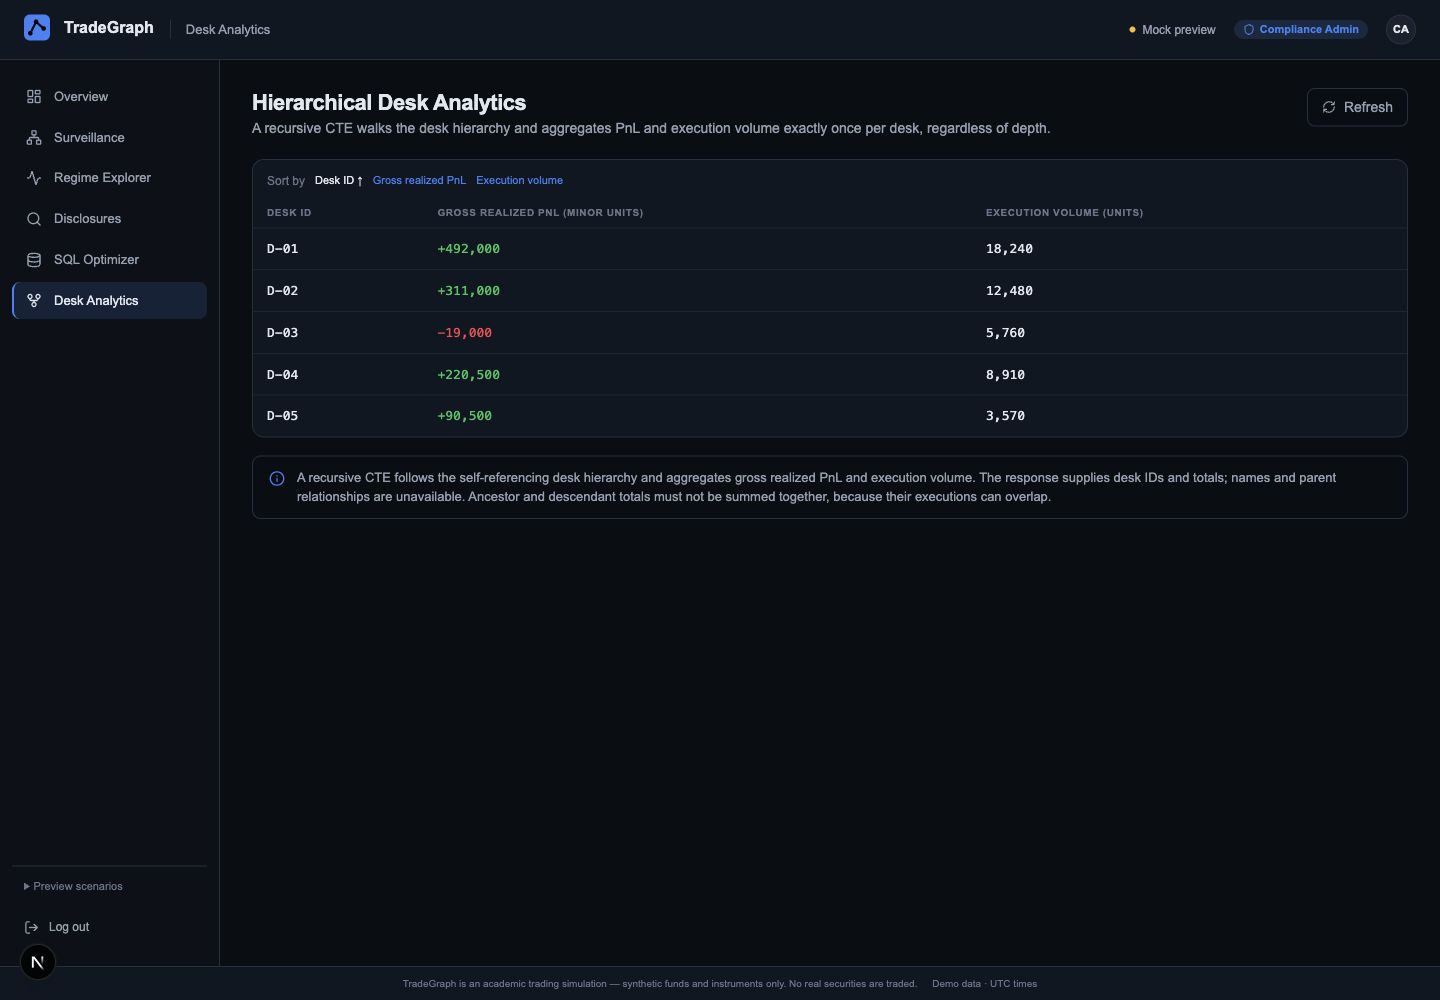 TradeGraph
Desk Analytics
Mock preview
Compliance Admin
CA
Overview
Surveillance
Regime Explorer
Disclosures
SQL Optimizer
Desk Analytics
Hierarchical Desk Analytics
A recursive CTE walks the desk hierarchy and aggregates PnL and execution volume exactly once per desk, regardless of depth.
Refresh
Sort by Desk ID ↑ Gross realized PnL Execution volume
DESK ID GROSS REALIZED PNL (MINOR UNITS) EXECUTION VOLUME (UNITS)
D-01 +492,000 18,240
D-02 +311,000 12,480
D-03 −19,000 5,760
D-04 +220,500 8,910
D-05 +90,500 3,570
A recursive CTE follows the self-referencing desk hierarchy and aggregates gross realized PnL and execution volume. The response supplies desk IDs and totals; names and parent
relationships are unavailable. Ancestor and descendant totals must not be summed together, because their executions can overlap.
Preview scenarios
Log out
N
TradeGraph is an academic trading simulation — synthetic funds and instruments only. No real securities are traded. Demo data · UTC times